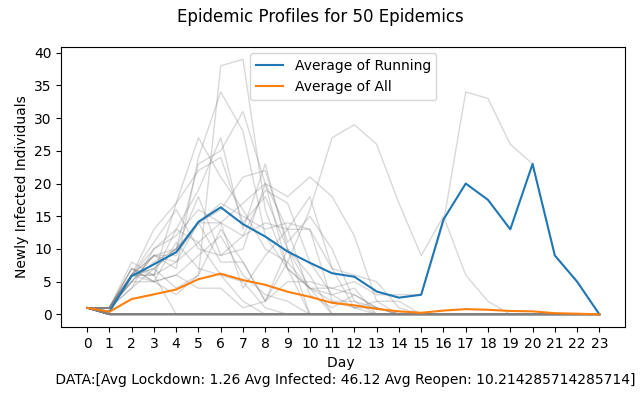 Epidemic Profiles for 50 Epidemics
Newly Infected Individuals
40
35
30
25
20
15
10
5
0
Average of Running
Average of All
0 1 2 3 4 5 6 7 8 9 10 11 12 13 14 15 16 17 18 19 20 21 22 23
Day
DATA:[Avg Lockdown: 1.26 Avg Infected: 46.12 Avg Reopen: 10.214285714285714]